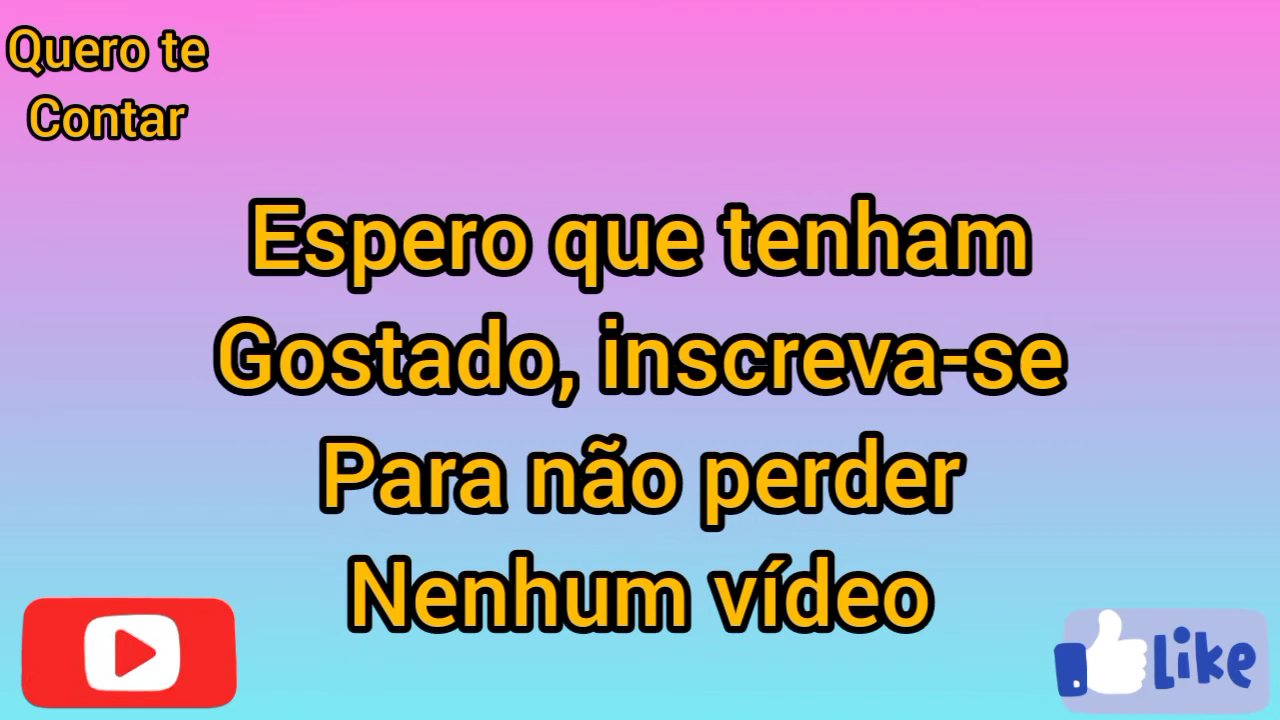 Quero te
Contar
Espero que tenham
Gostado, inscreva-se
Para não perder
Nenhum vídeo
Like